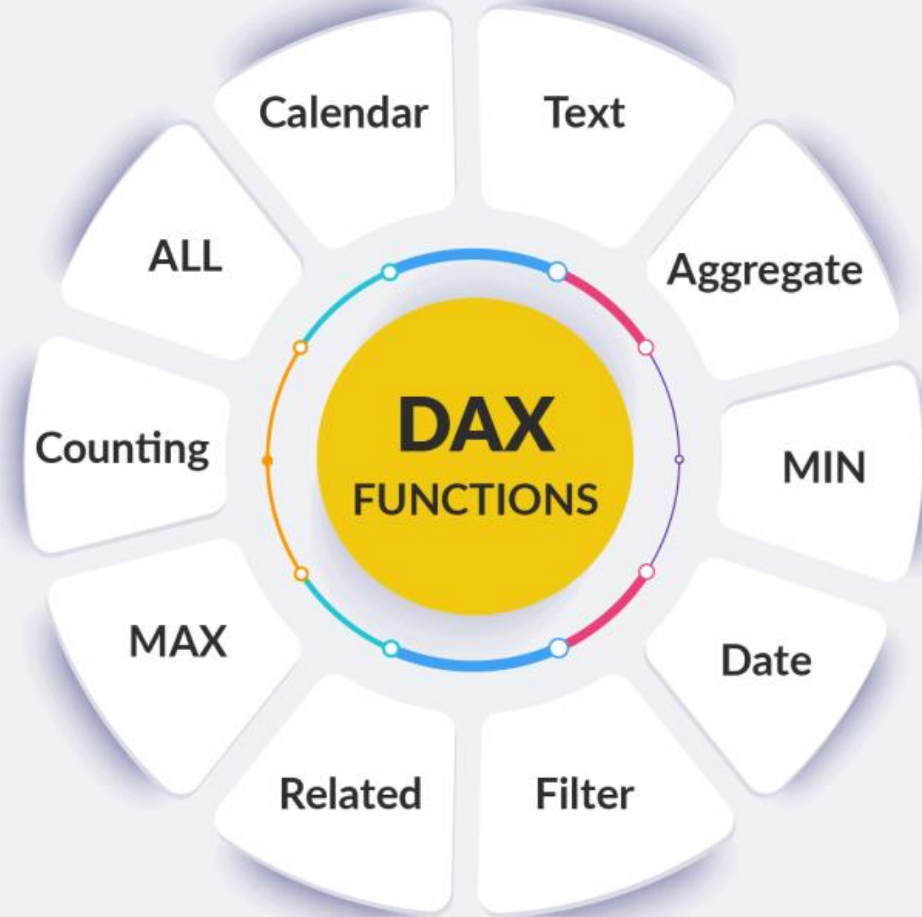 Calendar
Text
ALL
Aggregate
Counting
DAX
FUNCTIONS
MIN
MAX
Date
Related
Filter